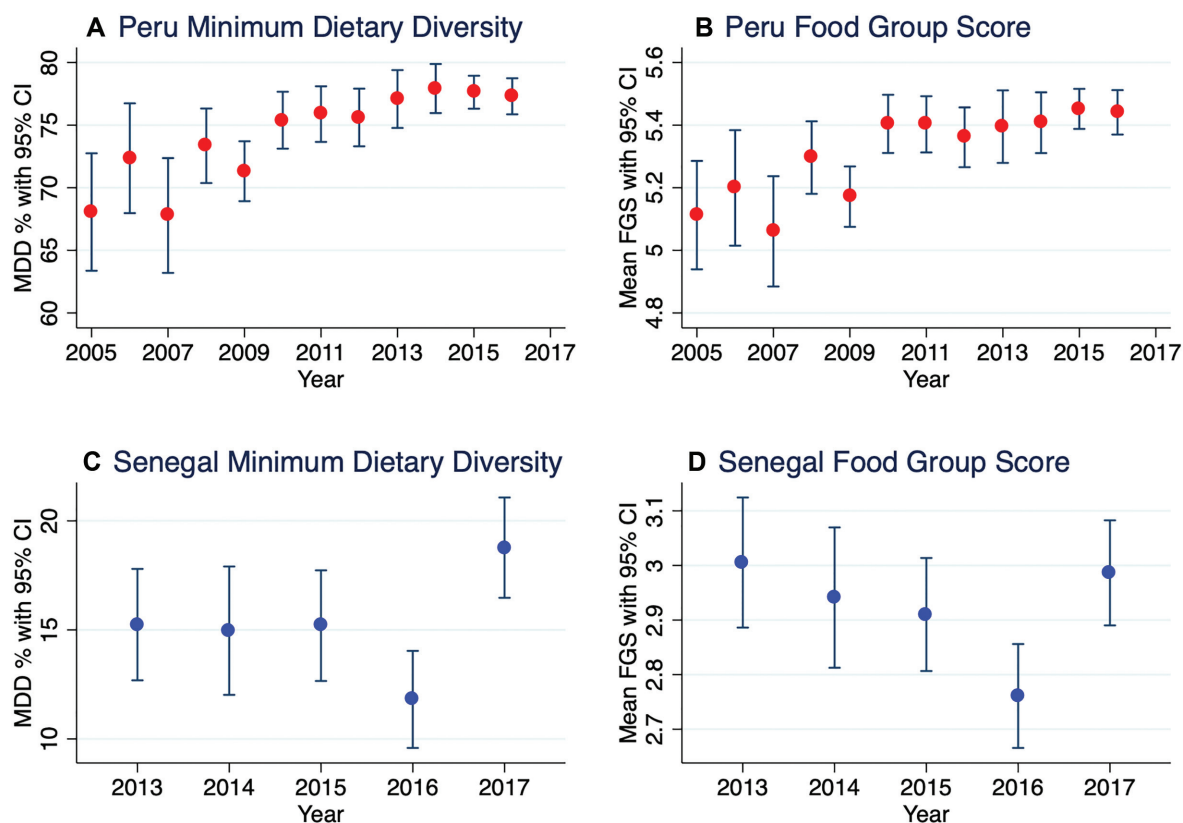 A Peru Minimum Dietary Diversity
MDD % with 95% CI
80
75
70
65
60
2005 2007 2009 2011 2013 2015 2017
Year
B Peru Food Group Score
Mean FGS with 95% CI
5.6
5.4
5.2
5
4.8
2005 2007 2009 2011 2013 2015 2017
Year
C Senegal Minimum Dietary Diversity
MDD % with 95% CI
20
15
10
2013 2014 2015 2016 2017
Year
D Senegal Food Group Score
Mean FGS with 95% CI
3.1
3
2.9
2.8
2.7
2013 2014 2015 2016 2017
Year